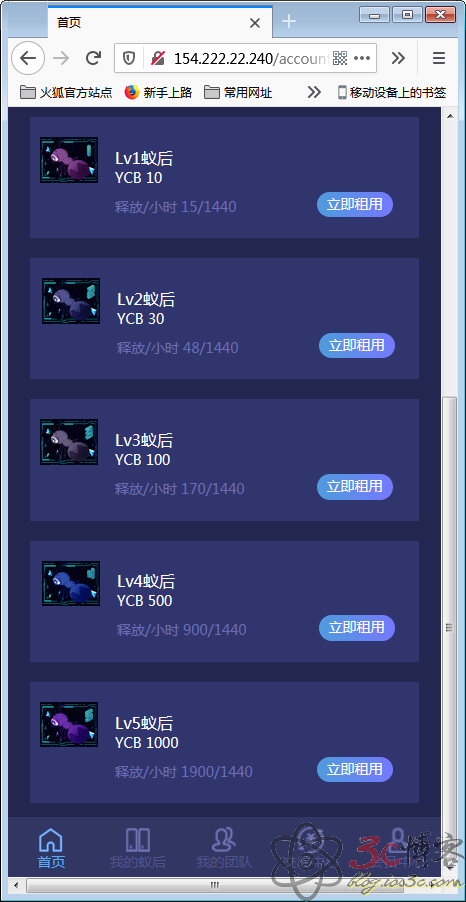 首页
154.222.22.240/account
火狐官方站点 新手上路 常用网址 移动设备上的书签
Lv1蚁后
YCB 10
释放/小时 15/1440
立即租用
Lv2蚁后
YCB 30
释放/小时 48/1440
立即租用
Lv3蚁后
YCB 100
释放/小时 170/1440
立即租用
Lv4蚁后
YCB 500
释放/小时 900/1440
立即租用
Lv5蚁后
YCB 1000
释放/小时 1900/1440
立即租用
首页 我的蚁后 我的团队
3c博客
blog.ios3c.com